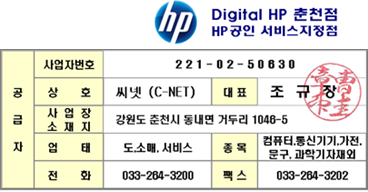 hp
Digital HP 춘천점
HP공인 서비스지정점
공급자
사업자번호 221-02-50630
상 호 씨넷 (C-NET) 대 표 조 규 장
사 업 장
소 재 지
강원도 춘천시 동내면 거두리 1046-5
업 태 도,소매, 서비스 종 목
컴퓨터,통신기기,가전,
문구, 과학기자재외
전 화 033-264-3200 팩 스 033-264-3202